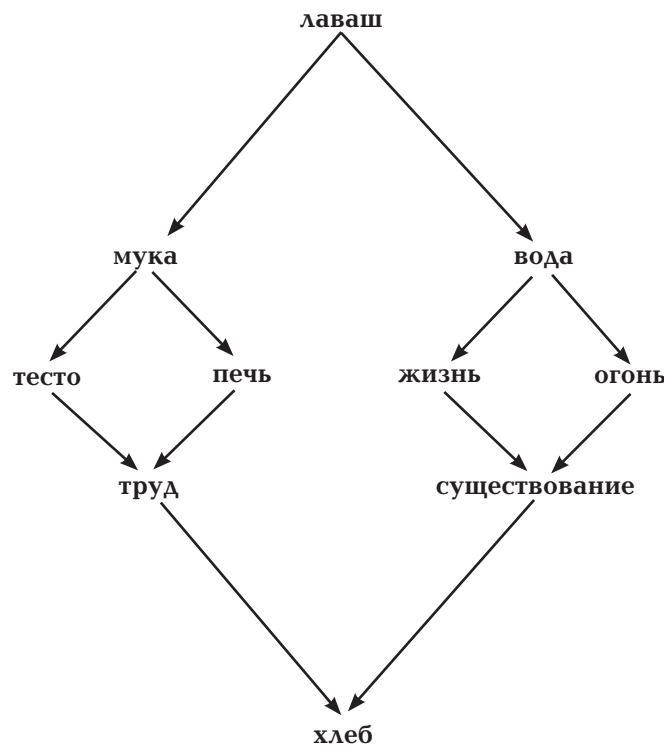 лаваш
мука вода
тесто печь жизнь огонь
труд существование
хлеб